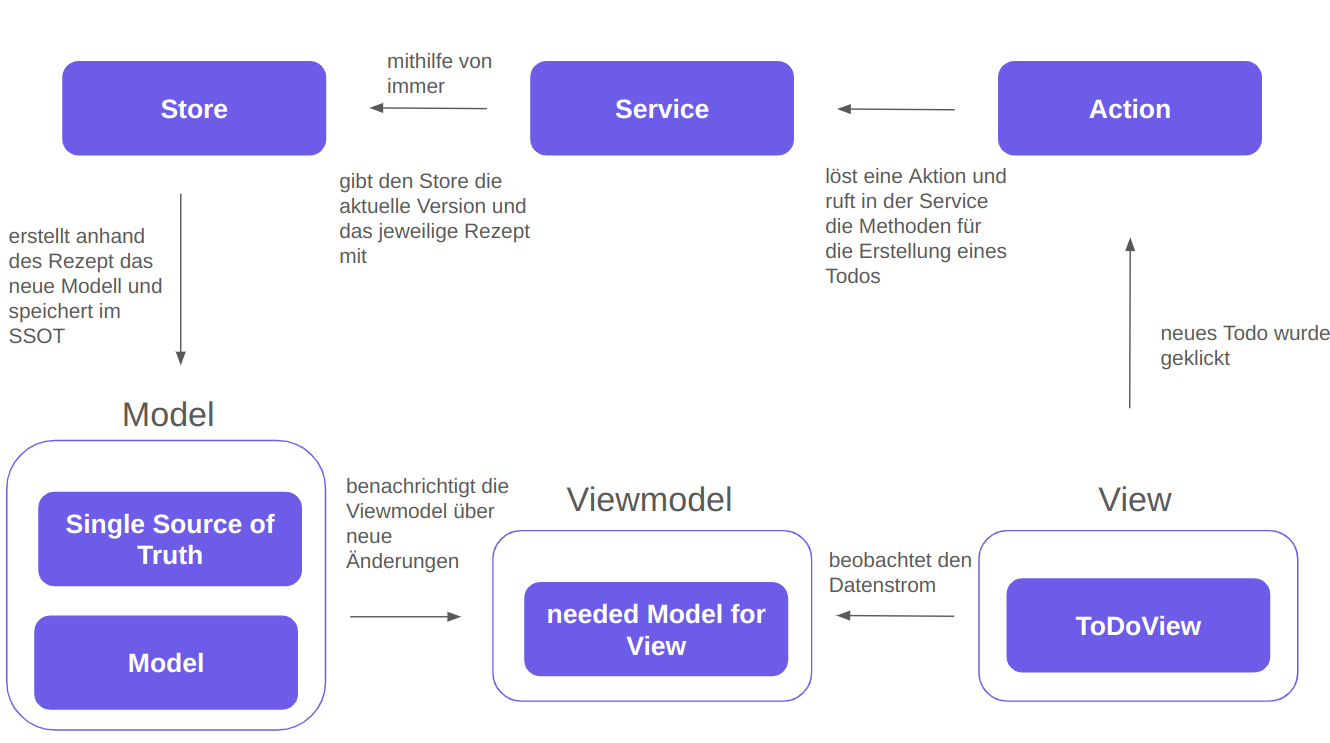 Store
mithilfe von
immer
Service
Action
gibt den Store die
aktuelle Version und
das jeweilige Rezept
mit
löst eine Aktion und
ruft in der Service
die Methoden für
die Erstellung eines
Todos
erstellt anhand
des Rezept das
neue Modell und
speichert im
SSOT
neues Todo wurde
geklickt
Model
Single Source of
Truth
Model
benachrichtigt die
Viewmodel über
neue
Änderungen
Viewmodel
needed Model for
View
beobachtet den
Datenstrom
View
ToDoView